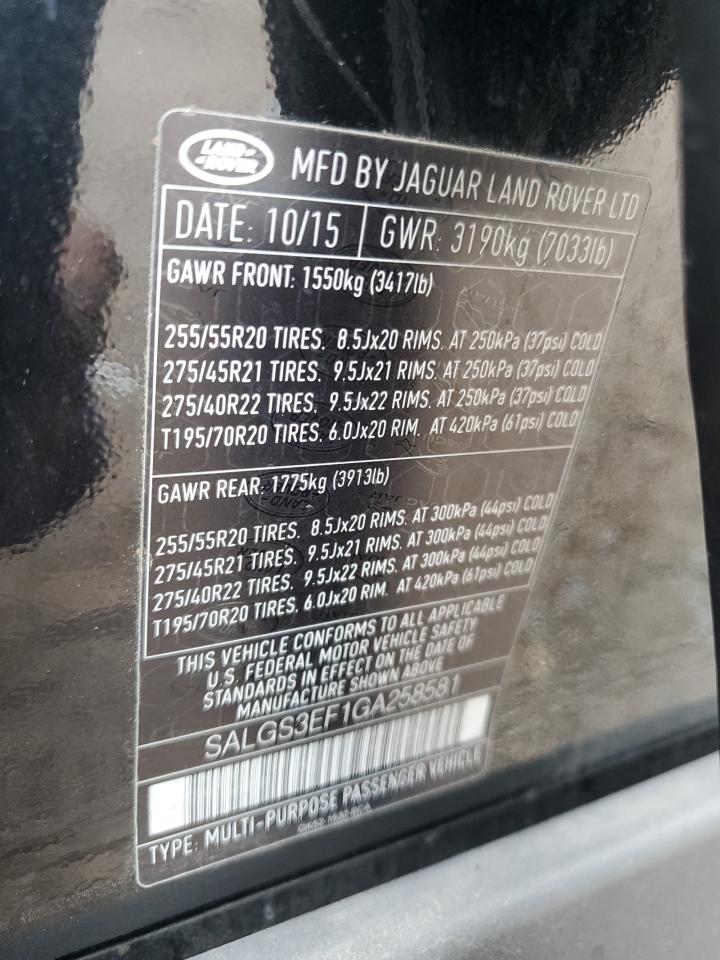 LAND
ROVER
MFD BY JAGUAR LAND ROVER LTD
DATE: 10/15 GWR: 3190kg (7033lb)
GAWR FRONT: 1550kg (3417lb)
255/55R20 TIRES. 8.5Jx20 RIMS. AT 250kPa (37psi) COLD
275/45R21 TIRES. 9.5Jx21 RIMS. AT 250kPa (37psi) COLD
275/40R22 TIRES. 9.5Jx22 RIMS. AT 250kPa (37psi) COLD
T195/70R20 TIRES. 6.0Jx20 RIM. AT 420kPa (61psi) COLD
GAWR REAR: 1775kg (3913lb)
255/55R20 TIRES. 8.5Jx20 RIMS. AT 300kPa (44psi) COLD
275/45R21 TIRES. 9.5Jx21 RIMS. AT 300kPa (44psi) COLD
275/40R22 TIRES. 9.5Jx22 RIMS. AT 300kPa (44psi) COLD
T195/70R20 TIRES. 6.0Jx20 RIM. AT 420kPa (61psi) COLD
THIS VEHICLE CONFORMS TO ALL APPLICABLE
U.S. FEDERAL MOTOR VEHICLE SAFETY
STANDARDS IN EFFECT ON THE DATE OF
MANUFACTURE SHOWN ABOVE
SALGS3EF1GA258581
TYPE: MULTI-PURPOSE PASSENGER VEHICLE